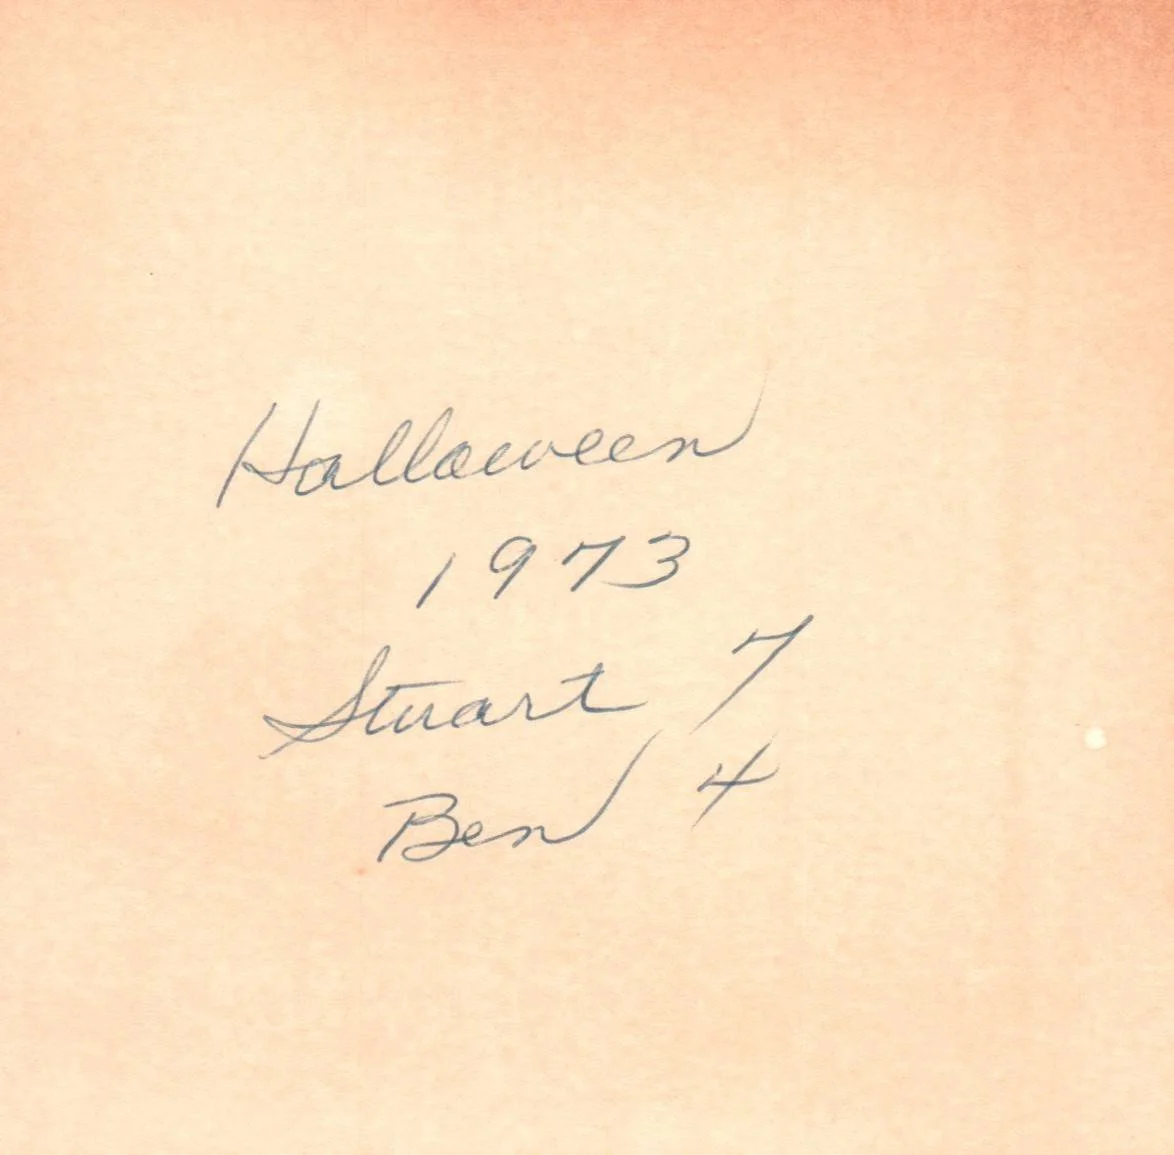 Halloween
1973
Stuart 7
Ben 4